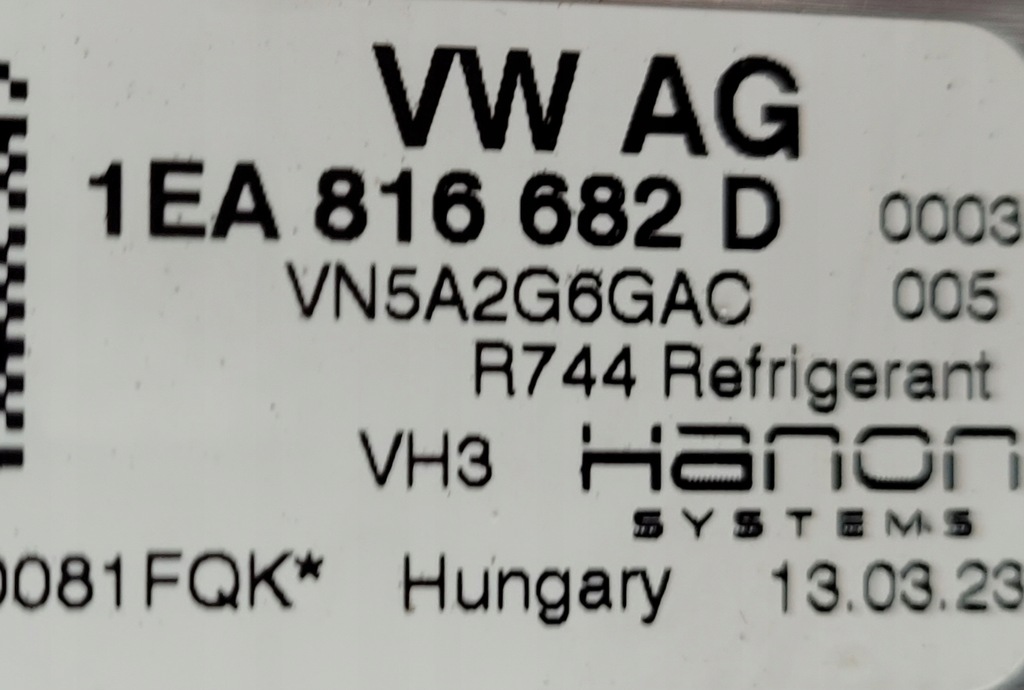 VW AG
1EA 816 682 D 0003
VN5A2G6GAC 005
R744 Refrigerant
VH3 Hanon
SYSTEMS
0081FQK* Hungary 13.03.23